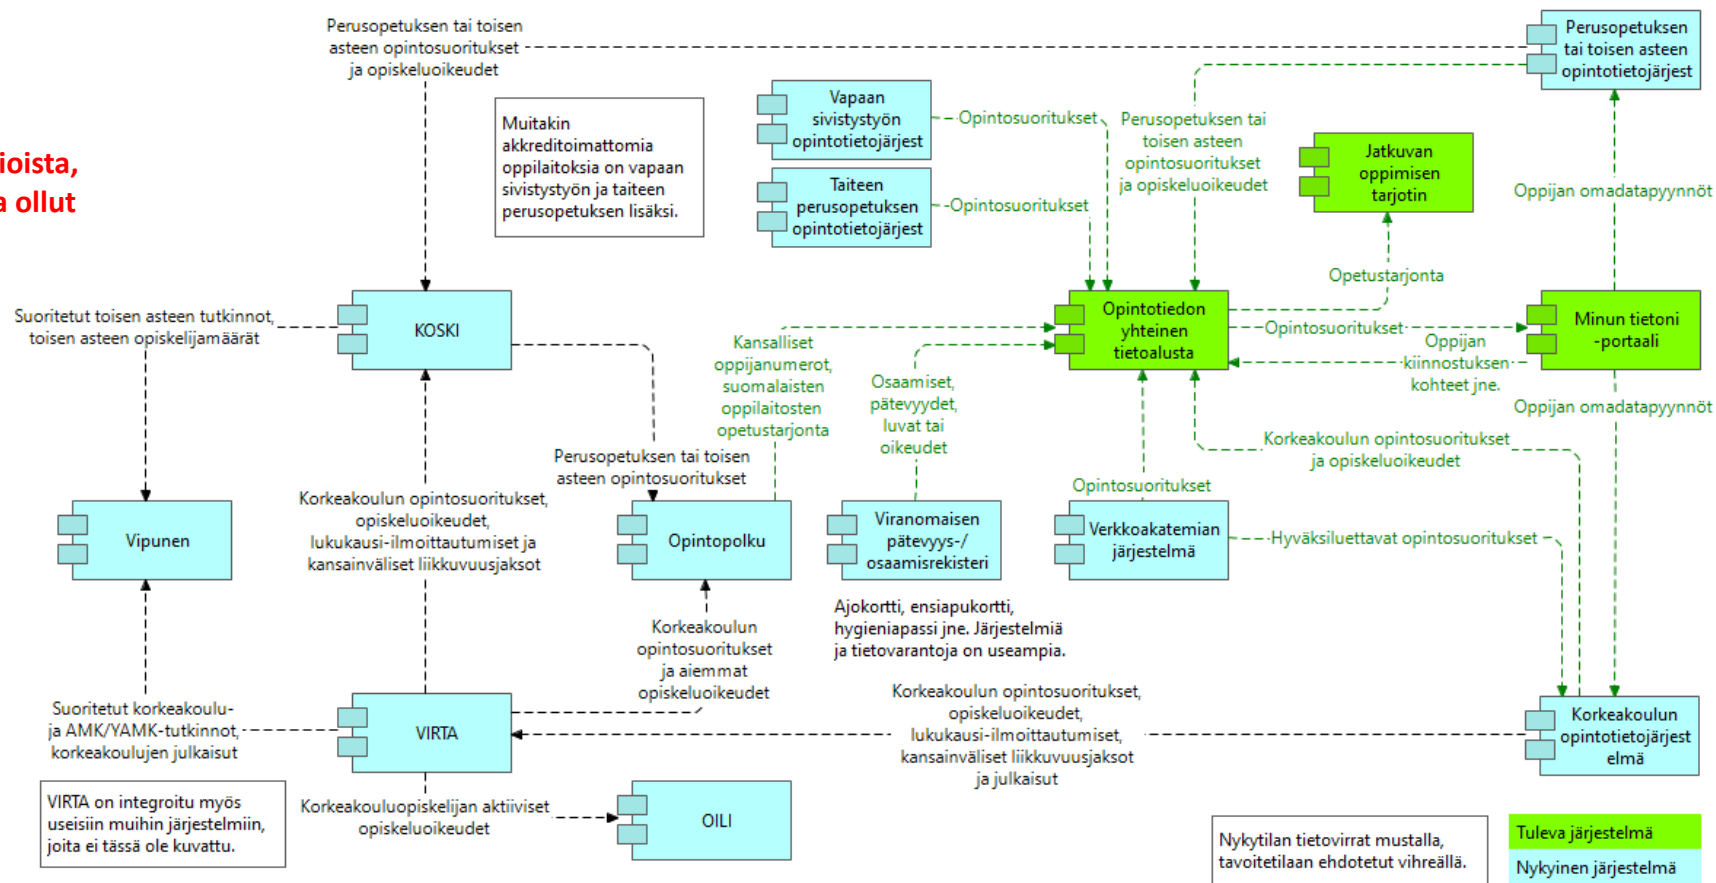 Perusopetuksen tai toisen
asteen opintosuoritukset
ja opiskeluoikeudet
Perusopetuksen
tai toisen asteen
opintotietojärjest
ioista,
a ollut
Muitakin
akkreditoimattomia
oppilaitoksia on vapaan
sivistystyön ja taiteen
perusopetuksen lisäksi.
Vapaan
sivistystyön
opintotietojärjest
Opintosuoritukset
Taiteen
perusopetuksen
opintotietojärjest
Opintosuoritukset
Perusopetuksen tai
toisen asteen
opintosuoritukset
ja opiskeluoikeudet
Jatkuvan
oppimisen
tarjotin
Oppijan omadatapyynnöt
Opetustarjonta
Suoritetut toisen asteen tutkinnot,
toisen asteen opiskelijamäärät
KOSKI
Kansalliset
oppijanumerot,
suomalaisten
oppilaitosten
opetustarjonta
Osaamiset,
pätevyydet,
luvat tai
oikeudet
Opintotiedon
yhteinen
tietoalusta
Opintosuoritukset
Oppijan
kiinnostuksen
kohteet jne.
Minun tietoni
-portaali
Oppijan omadatapyynnöt
Korkeakoulun opintosuoritukset
ja opiskeluoikeudet
Perusopetuksen tai toisen
asteen opintosuoritukset
Opintosuoritukset
Korkeakoulun opintosuoritukset,
opiskeluoikeudet,
lukukausi-ilmoittautumiset ja
kansainväliset liikkuvuusjaksot
Vipunen
Opintopolku
Viranomaisen
pätevyys-/
osaamisrekisteri
Verkkoakatemian
järjestelmä
Hyväksiluettavat opintosuoritukset
Ajokortti, ensiapukortti,
hygieniapassi jne. Järjestelmiä
ja tietovarantoja on useampia.
Korkeakoulun
opintosuoritukset
ja aiemmat
opiskeluoikeudet
Suoritetut korkeakoulu-
ja AMK/YAMK-tutkinnot,
korkeakoulujen julkaisut
VIRTA
Korkeakoulun opintosuoritukset,
opiskeluoikeudet,
lukukausi-ilmoittautumiset,
kansainväliset liikkuvuusjaksot
ja julkaisut
Korkeakoulun
opintotietojärjest
elmä
VIRTA on integroitu myös
useisiin muihin järjestelmiin,
joita ei tässä ole kuvattu.
Korkeakouluopiskelijan aktiiviset
opiskeluoikeudet
OILI
Nykytilan tietovirrat mustalla,
tavoitetilaan ehdotetut vihreällä.
Tuleva järjestelmä
Nykyinen järjestelmä